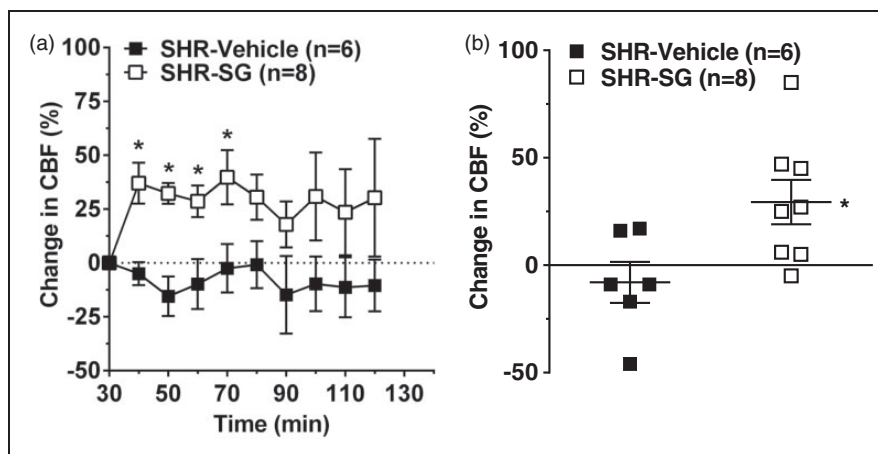 (a)
SHR-Vehicle (n=6)
SHR-SG (n=8)
Change in CBF (%)
100
75
50
25
0
-25
-50
* * * *
30 50 70 90 110 130
Time (min)
(b)
SHR-Vehicle (n=6)
SHR-SG (n=8)
Change in CBF (%)
100
50
0
-50
*